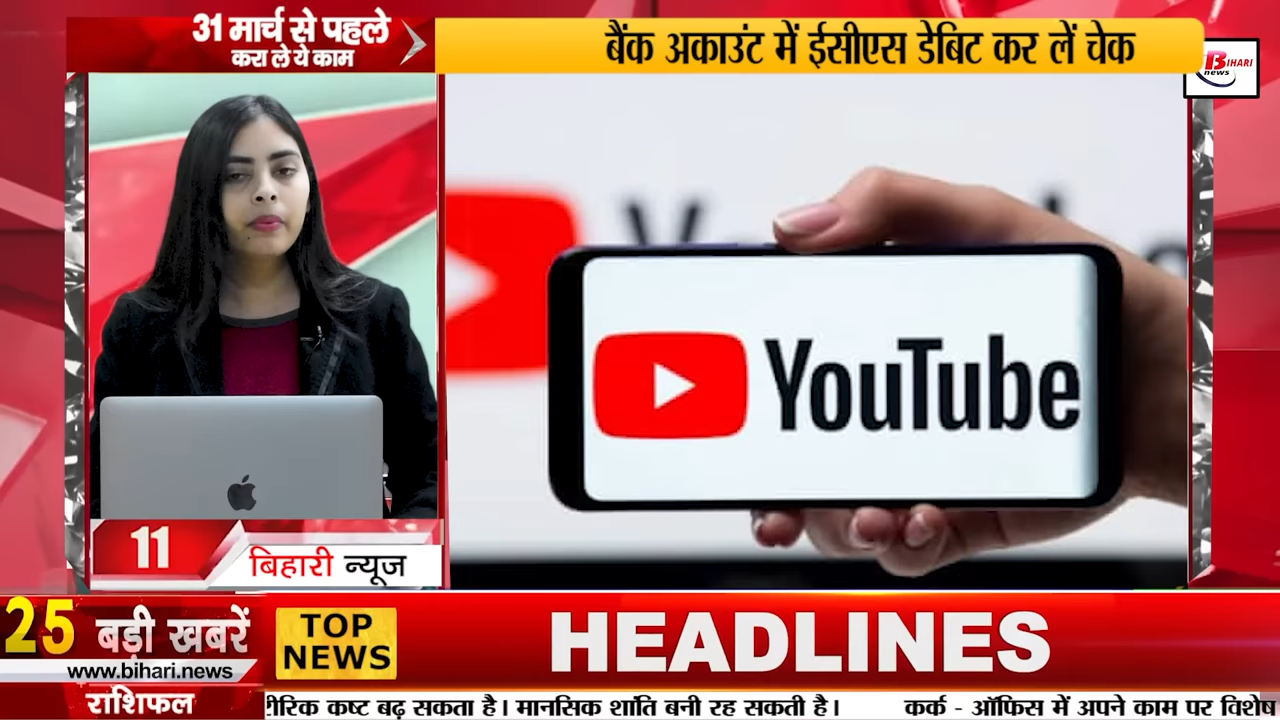 31 मार्च से पहले
करा ले ये काम
बैंक अकाउंट में ईसीएस डेबिट कर लें चेक
BIHARI
news
YouTube
11
बिहारी न्यूज
25 बड़ी खबरें
www.bihari.news
TOP
NEWS
HEADLINES
राशिफल
कष्ट बढ़ सकता है। मानसिक शांति बनी रह सकती है। कर्क - ऑफिस में अपने काम पर विशेष